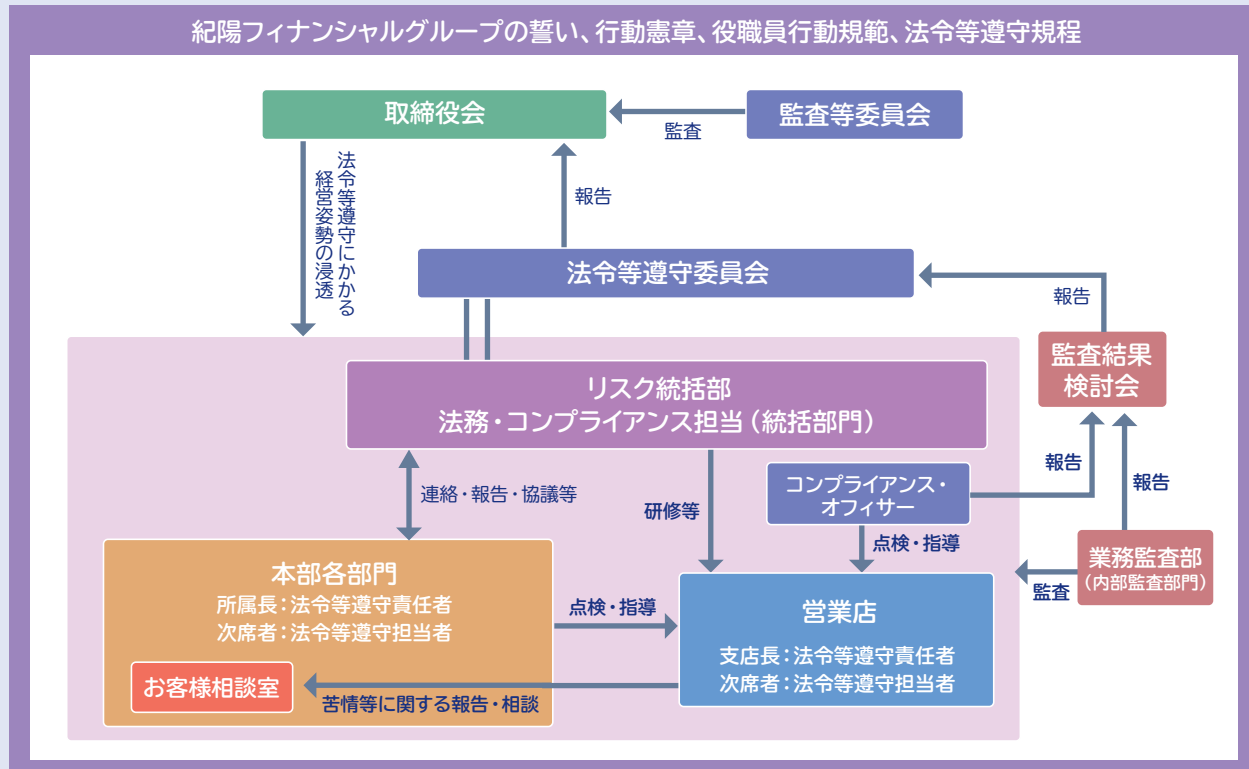 紀陽フィナンシャルグループの誓い、行動憲章、役職員行動規範、法令等遵守規程
取締役会
監査
監査等委員会
法令等遵守にかかる
経営姿勢の浸透
報告
法令等遵守委員会
報告
監査結果
検討会
リスク統括部
法務・コンプライアンス担当（統括部門）
連絡・報告・協議等
研修等
コンプライアンス・
オフィサー
報告
報告
点検・指導
業務監査部
（内部監査部門）
監査
本部各部門
所属長：法令等遵守責任者
次席者：法令等遵守担当者
点検・指導
営業店
支店長：法令等遵守責任者
次席者：法令等遵守担当者
お客様相談室
苦情等に関する報告・相談